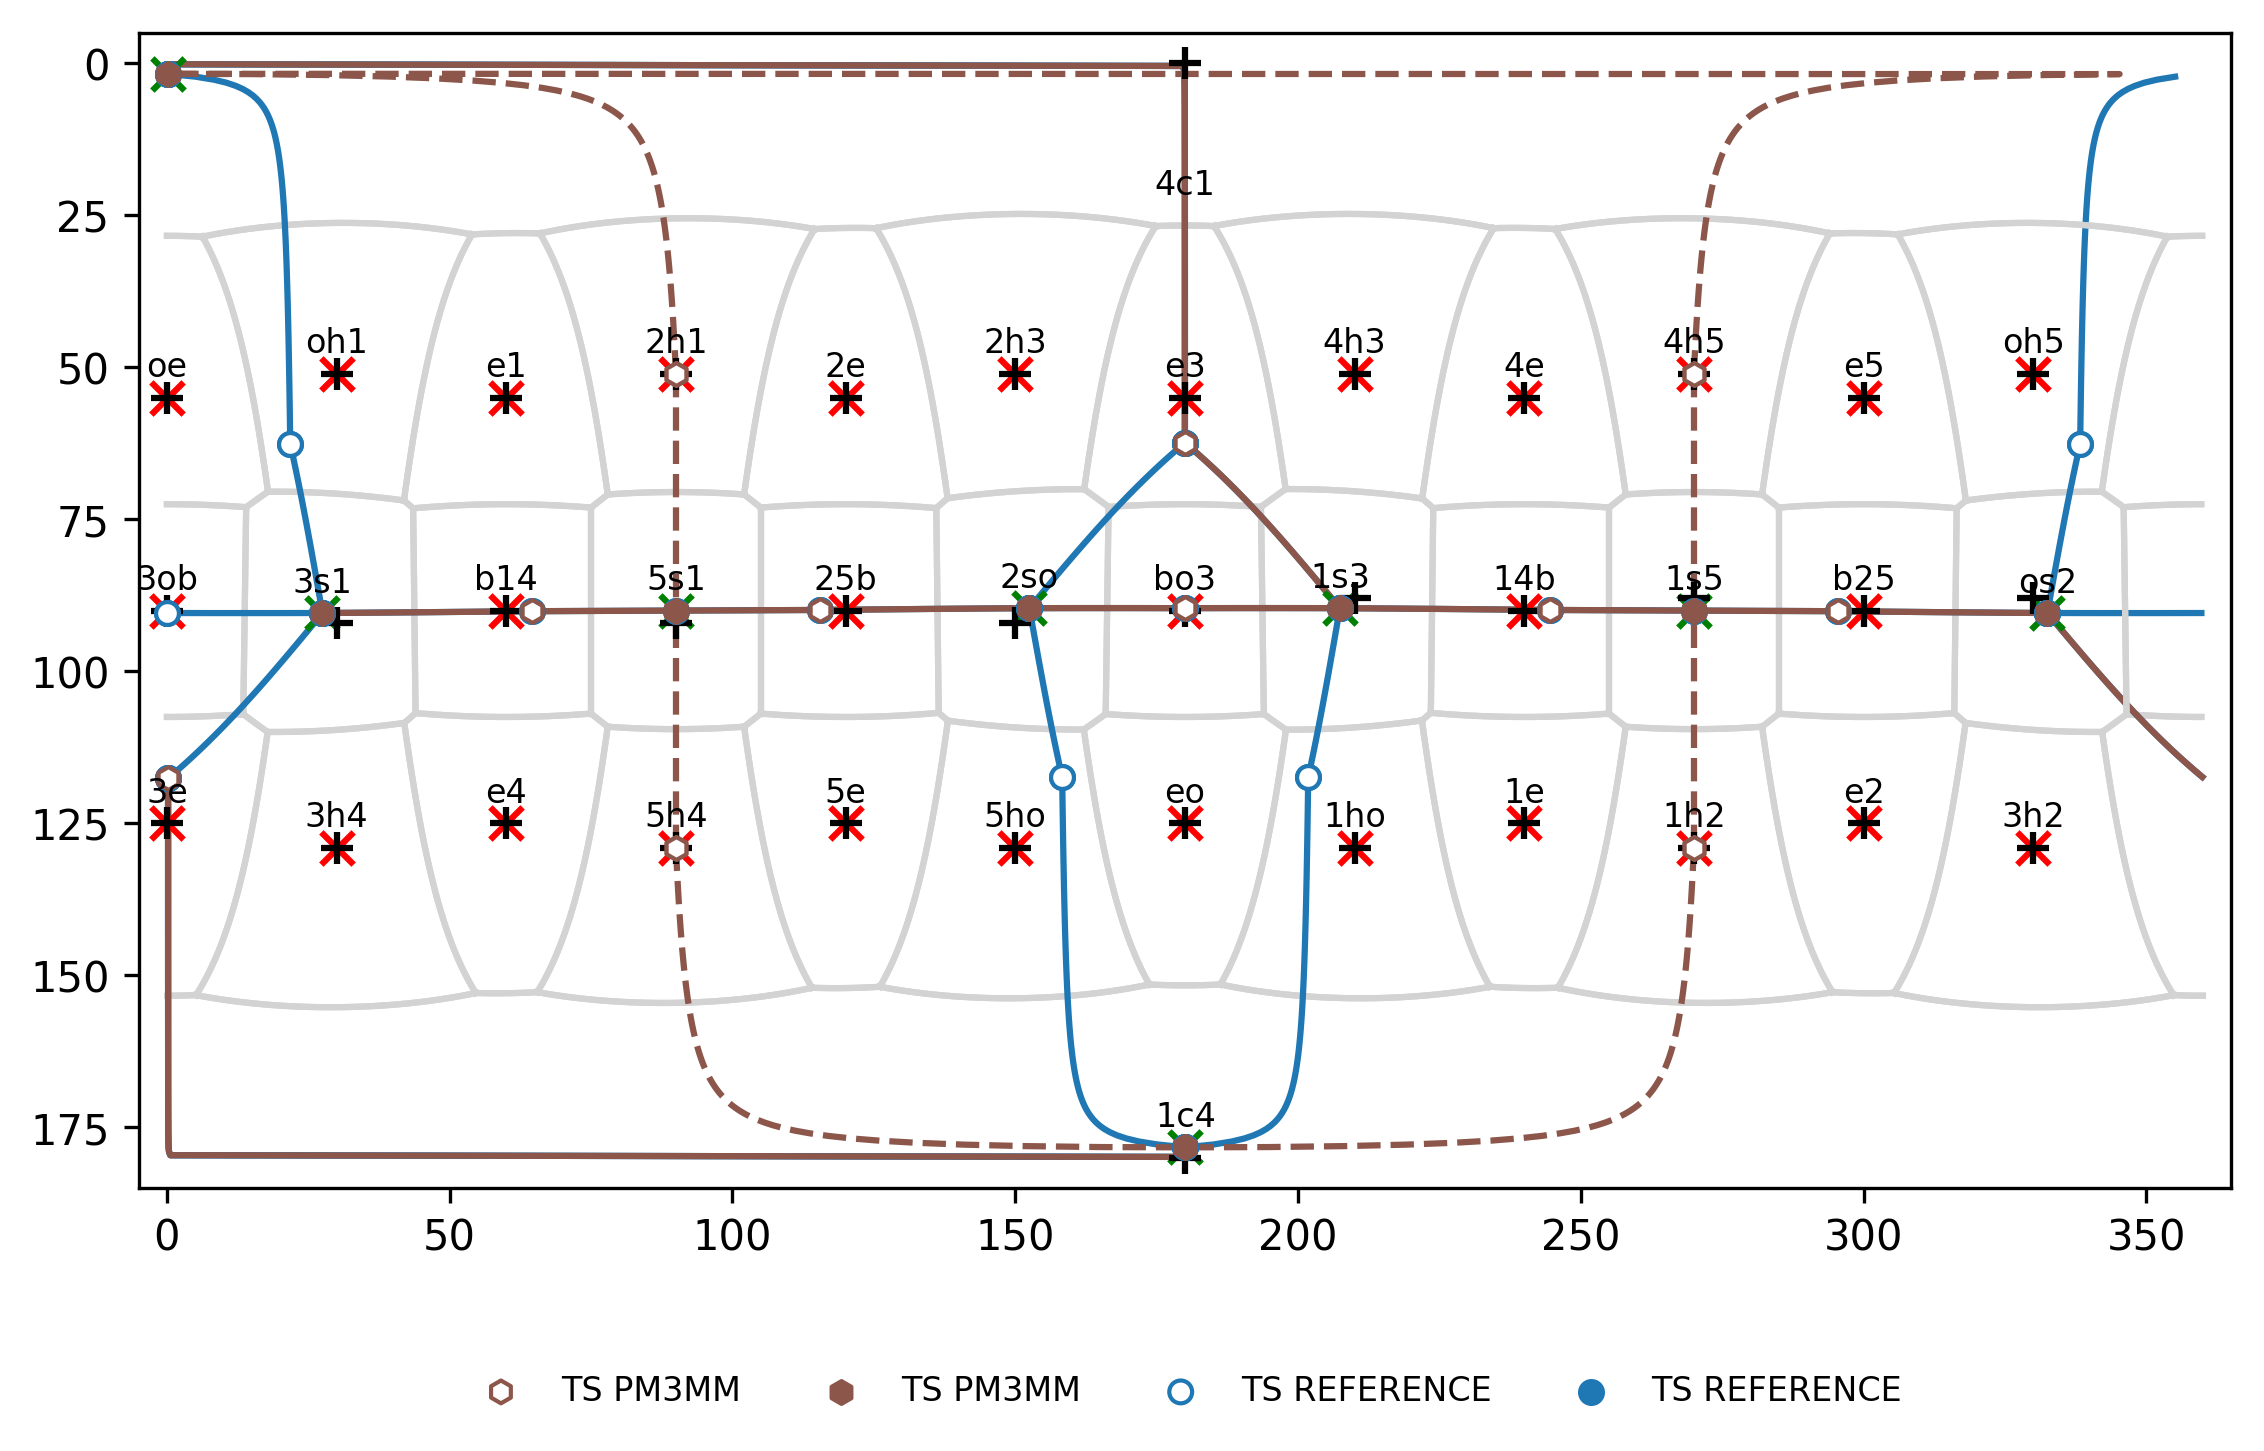 0
4c1
25
oh1 2h1 2h3 4h3 4h5 oh5
50 oe e1 2e e3 4e e5
75
3ob 3s1 b14 5s1 25b 2so bo3 1s3 14b 1s5 b25 os2
100
3e e4 5e eo 1e e2
125 3h4 5h4 5ho 1ho 1h2 3h2
150
175 1c4
0 50 100 150 200 250 300 350
TS PM3MM TS PM3MM TS REFERENCE TS REFERENCE